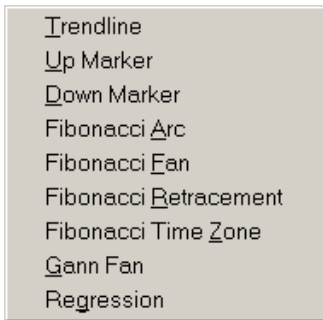 Trendline
Up Marker
Down Marker
Fibonacci Arc
Fibonacci Fan
Fibonacci Retracement
Fibonacci Time Zone
Gann Fan
Regression